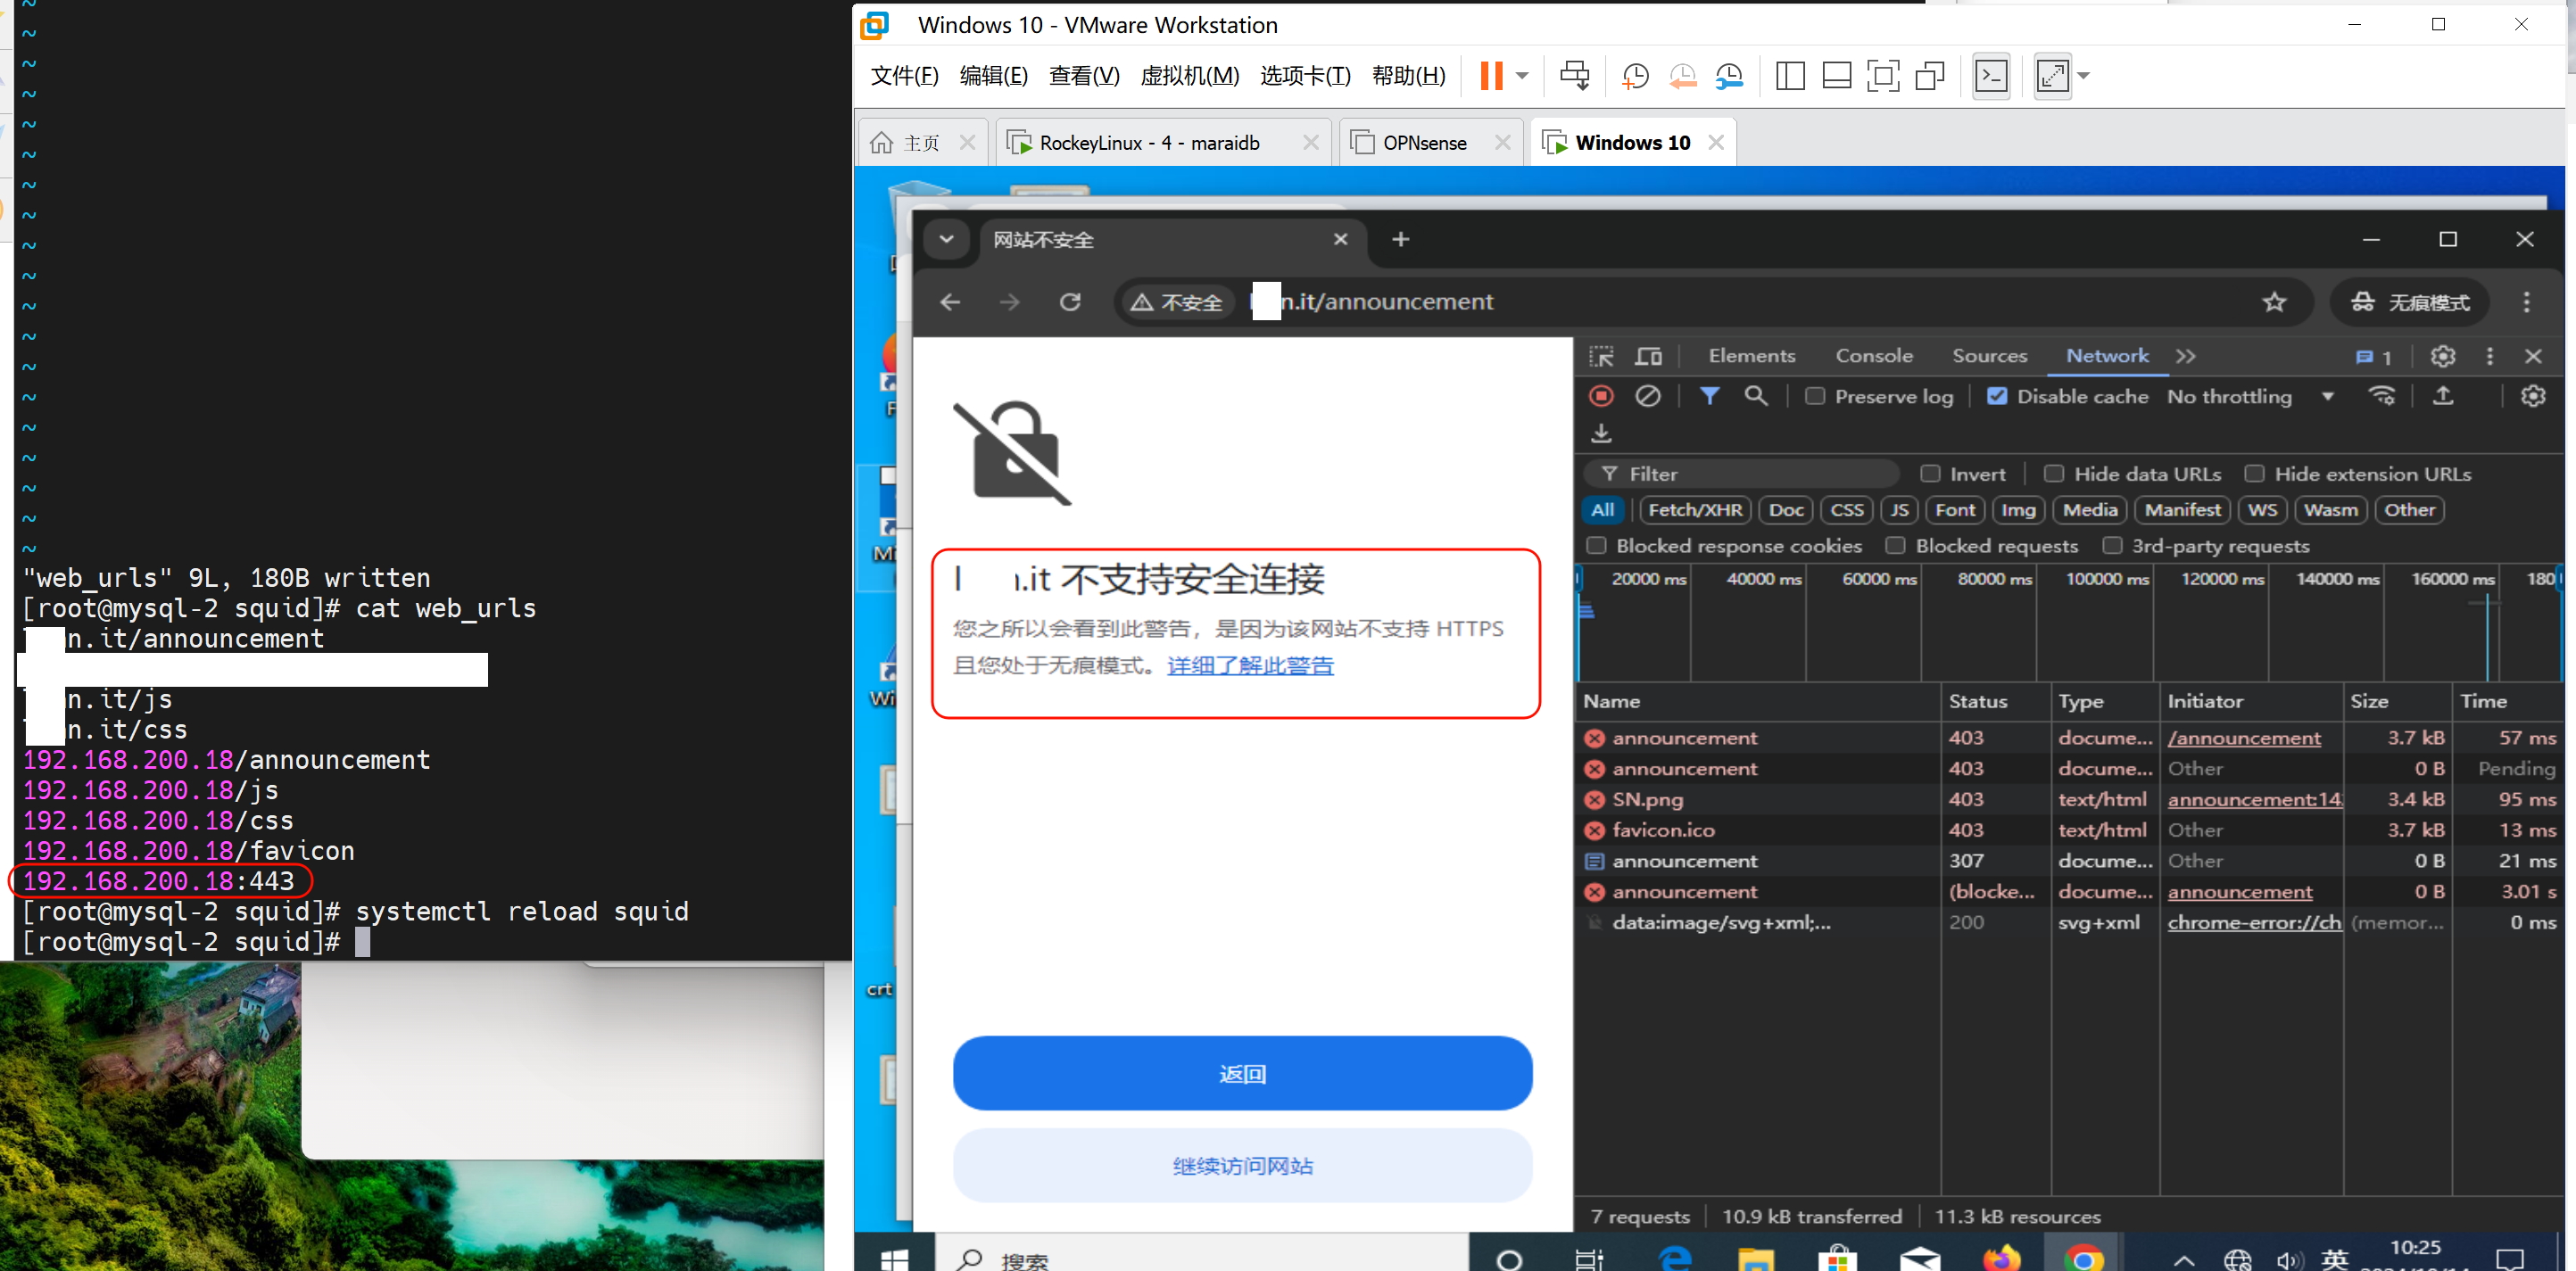 "web_urls" 9L, 180B written
[root@mysql-2 squid]# cat web_urls
n.it/announcement
n.it/js
n.it/css
192.168.200.18/announcement
192.168.200.18/js
192.168.200.18/css
192.168.200.18/favicon
192.168.200.18:443
[root@mysql-2 squid]# systemctl reload squid
[root@mysql-2 squid]#
Windows 10 - VMware Workstation
文件(F) 编辑(E) 查看(V) 虚拟机(M) 选项卡(T) 帮助(H)
主页 RockeyLinux - 4 - maraidb OPNsense Windows 10
网站不安全
不安全 n.it/announcement 无痕模式
.it 不支持安全连接
您之所以会看到此警告，是因为该网站不支持 HTTPS
且您处于无痕模式。详细了解此警告
返回
继续访问网站
Elements Console Sources Network 1
Preserve log Disable cache No throttling
Filter Invert Hide data URLs Hide extension URLs
All Fetch/XHR Doc CSS JS Font Img Media Manifest WS Wasm Other
Blocked response cookies Blocked requests 3rd-party requests
20000 ms 40000 ms 60000 ms 80000 ms 100000 ms 120000 ms 140000 ms 160000 ms 180
Name Status Type Initiator Size Time
announcement 403 docume... /announcement 3.7 kB 57 ms
announcement 403 docume... Other 0 B Pending
SN.png 403 text/html announcement:14 3.4 kB 95 ms
favicon.ico 403 text/html Other 3.7 kB 13 ms
announcement 307 docume... Other 0 B 21 ms
announcement (blocke... docume... announcement 0 B 3.01 s
data:image/svg+xml;... 200 svg+xml chrome-error://ch (memor... 0 ms
7 requests 10.9 kB transferred 11.3 kB resources
crt
搜索
英
10:25